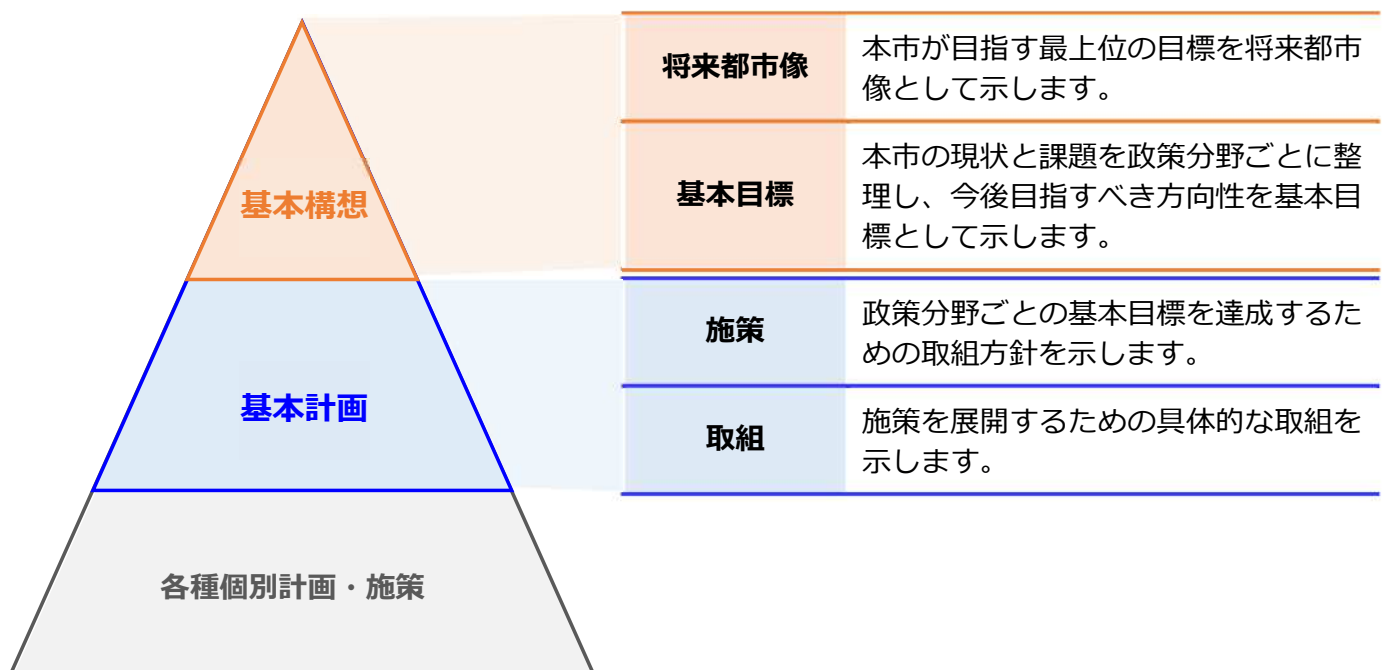 基本構想
基本計画
各種個別計画・施策
将来都市像
本市が目指す最上位の目標を将来都市
像として示します。
基本目標
本市の現状と課題を政策分野ごとに整
理し、今後目指すべき方向性を基本目
標として示します。
施策
政策分野ごとの基本目標を達成するた
めの取組方針を示します。
取組
施策を展開するための具体的な取組を
示します。